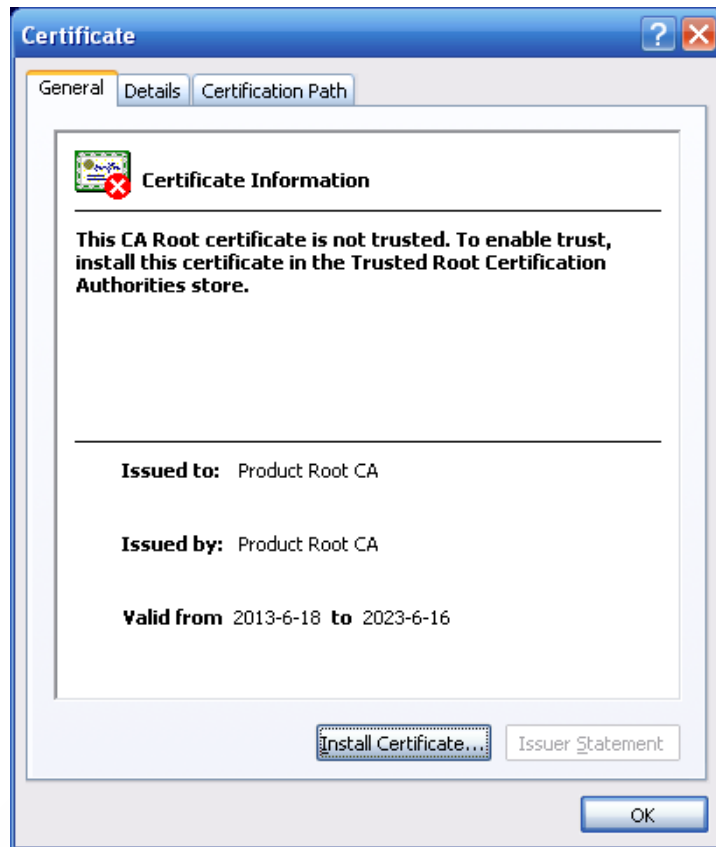 Certificate
General Details Certification Path
Certificate Information
This CA Root certificate is not trusted. To enable trust,
install this certificate in the Trusted Root Certification
Authorities store.
Issued to: Product Root CA
Issued by: Product Root CA
Valid from 2013-6-18 to 2023-6-16
Install Certificate... Issuer Statement
OK